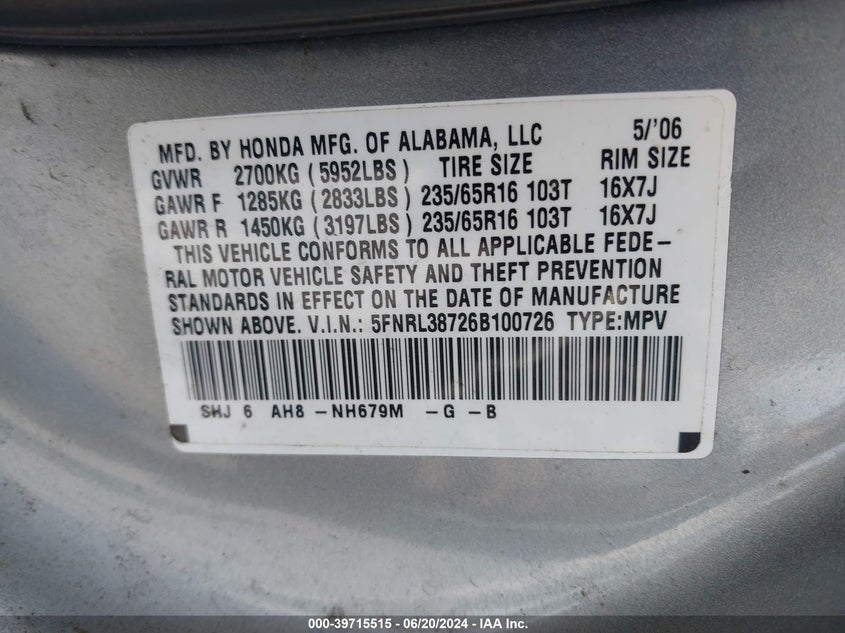 MFD. BY HONDA MFG. OF ALABAMA, LLC 5/'06
GVWR 2700KG (5952LBS) TIRE SIZE RIM SIZE
GAWR F 1285KG (2833LBS) 235/65R16 103T 16X7J
GAWR R 1450KG (3197LBS) 235/65R16 103T 16X7J
THIS VEHICLE CONFORMS TO ALL APPLICABLE FEDE-
RAL MOTOR VEHICLE SAFETY AND THEFT PREVENTION
STANDARDS IN EFFECT ON THE DATE OF MANUFACTURE
SHOWN ABOVE. V.I.N.: 5FNRL38726B100726 TYPE:MPV
SHJ 6 AH8 -NH679M -G -B
000-39715515 - 06/20/2024 - IAA Inc.